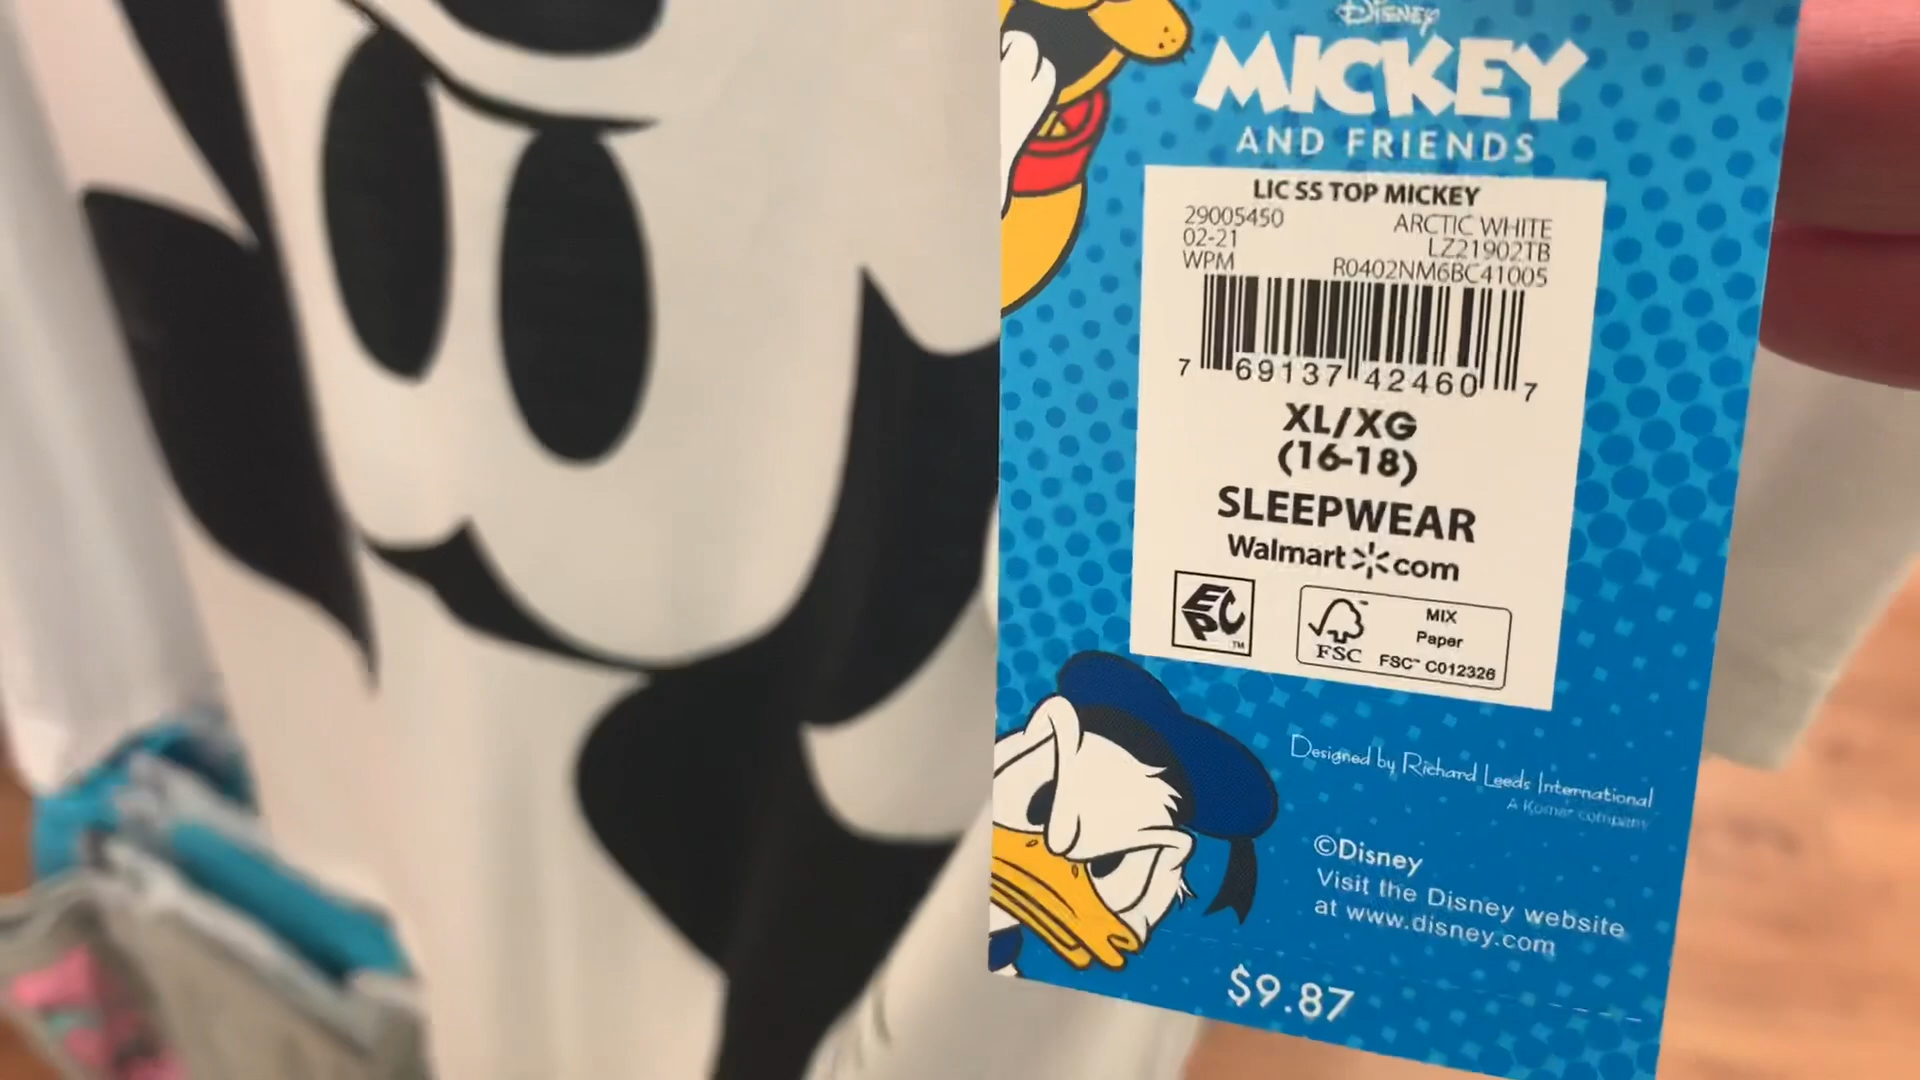 Disney
MICKEY
AND FRIENDS
LIC SS TOP MICKEY
29005450 ARCTIC WHITE
02-21 LZ21902TB
WPM R0402NM6BC41005
7 69137 42460 7
XL/XG
(16-18)
SLEEPWEAR
Walmart com
EPC TM
FSC
MIX
Paper
FSC™ C012326
Designed by Richard Leeds International
A Komar company
©Disney
Visit the Disney website
at www.disney.com
$9.87